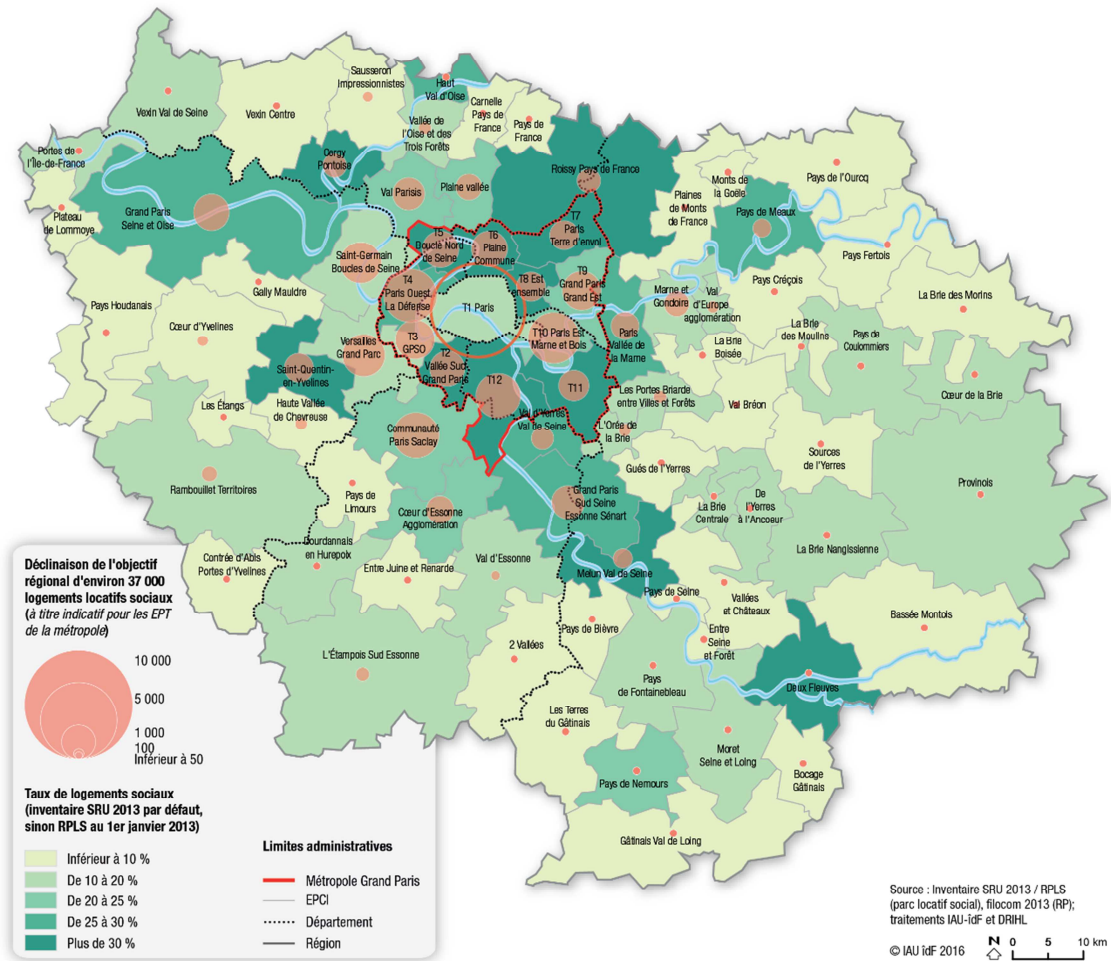 Sausseron
Impressionnistes
Haut
Val d'Oise
Vexin Val de Seine
Vexin Centre
Carnelle
Pays de
France
Vallée de
l'Oise et des
Trois Forêts
Pays de
France
Portes de
l'Île-de-France
Cergy
Pontoise
Roissy Pays de France
Monts de
la Goële
Pays de l'Ourcq
Val Parisis
Plaine vallée
Plaines
de Monts
de France
Plateau
de Lommoye
Grand Paris
Seine et Oise
Pays de Meaux
T7
Paris
Terre d'envol
T5
Boucle Nord
de Seine
T6
Plaine
Commune
Pays Fertois
Saint-Germain
Boucles de Seine
T4
Paris Ouest
La Défense
T8 Est
ensemble
T9
Grand Paris
Grand Est
Marne et
Gondoire
Val
d'Europe
agglomération
Pays Créçois
Gally Mauldre
La Brie des Morins
Pays Houdanais
T1 Paris
Cœur d'Yvelines
Versailles
Grand Parc
T3
GPSO
T10 Paris Est
Marne et Bois
Paris
Vallée de
la Marne
La Brie
des Moulins
Pays de
Coulommiers
La Brie
Boisée
T2
Vallée Sud
Grand Paris
Saint-Quentin-
en-Yvelines
T12
T11
Les Portes Briarde
entre Villes et Forêts
Cœur de la Brie
Les Étangs
Haute Vallée
de Chevreuse
Val Bréon
Val d'Yerres
Val de Seine
L'Orée de
la Brie
Communauté
Paris Saclay
Sources
de l'Yerres
Gués de l'Yerres
Rambouillet Territoires
Pays de
Limours
Grand Paris
Sud Seine
Essonne Sénart
La Brie
Centrale
De
l'Yerres
à l'Ancoeur
Provinois
Cœur d'Essonne
Agglomération
La Brie Nangissienne
Dourdannais
en Hurepoix
Contrée d'Ablis
Portes d'Yvelines
Entre Juine et Renarde
Val d'Essonne
Melun Val de Seine
Pays de Seine
Vallées
et Châteaux
Bassée Montois
Pays de Bièvre
Entre
Seine
et Forêt
2 Vallées
L'Étampois Sud Essonne
Pays
de Fontainebleau
Deux Fleuves
Les Terres
du Gâtinais
Moret
Seine et Loing
Bocage
Gâtinais
Pays de Nemours
Gâtinais Val de Loing
Déclinaison de l'objectif
régional d'environ 37 000
logements locatifs sociaux
(à titre indicatif pour les EPT
de la métropole)
10 000
5 000
1 000
100
Inférieur à 50
Taux de logements sociaux
(inventaire SRU 2013 par défaut,
sinon RPLS au 1er janvier 2013)
Inférieur à 10 %
De 10 à 20 %
De 20 à 25 %
De 25 à 30 %
Plus de 30 %
Limites administratives
Métropole Grand Paris
EPCI
Département
Région
Source : Inventaire SRU 2013 / RPLS
(parc locatif social), filocom 2013 (RP);
traitements IAU-îdF et DRIHL
© IAU îdF 2016
N 0 5 10 km